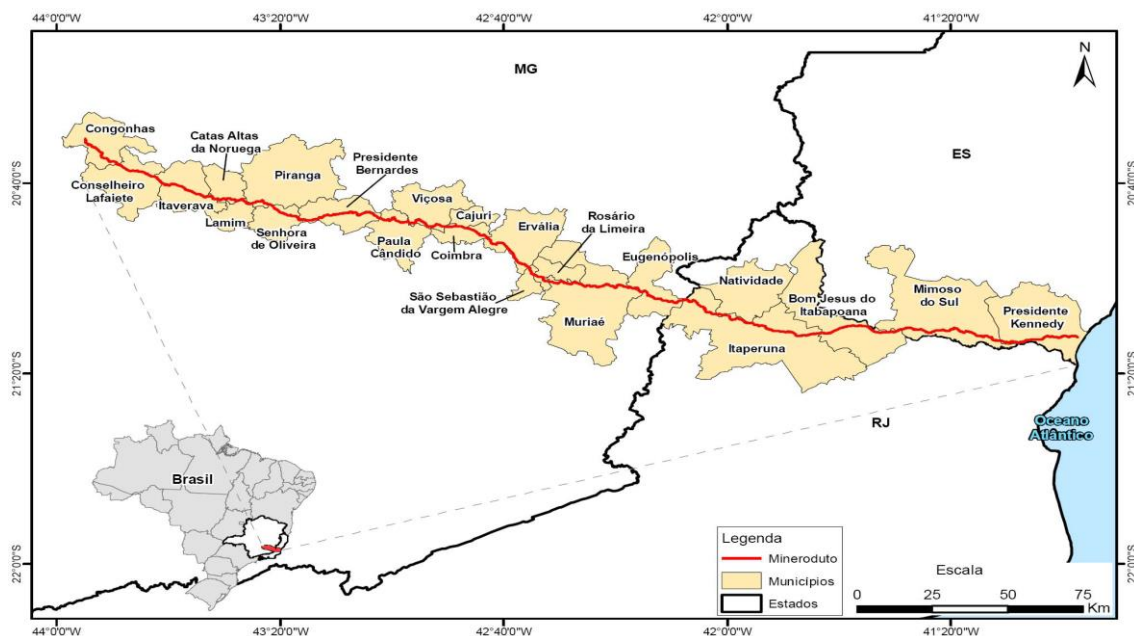 44°0'0"W
43°20'0"W
42°40'0"W
42°0'0"W
41°20'0"W
MG
N
ES
20°40'0"S
20°40'0"S
Congonhas
Catas Altas
da Noruega
Presidente
Bernardes
Piranga
Viçosa
Conselheiro
Lafaiete
Itaverava
Lamim
Senhora
de Oliveira
Paula
Cândido
Cajuri
Coimbra
Ervália
Rosário
da Limeira
Eugenópolis
São Sebastião
da Vargem Alegre
Muriaé
Natividade
Bom Jesus do
Itabapoana
Itaperuna
Mimoso
do Sul
Presidente
Kennedy
21°20'0"S
21°20'0"S
RJ
Oceano
Atlântico
Brasil
Legenda
Mineroduto
Municípios
Estados
Escala
0 25 50 75
Km
22°0'0"S
22°0'0"S
44°0'0"W
43°20'0"W
42°40'0"W
42°0'0"W
41°20'0"W